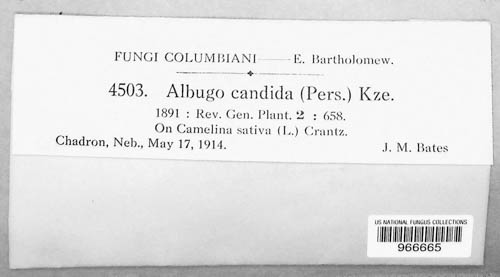 FUNGI COLUMBIANI — E. Bartholomew.
4503. Albugo candida (Pers.) Kze.
1891 : Rev. Gen. Plant. 2 : 658.
On Camelina sativa (L.) Crantz.
Chadron, Neb., May 17, 1914. J. M. Bates
US NATIONAL FUNGUS COLLECTIONS
966665